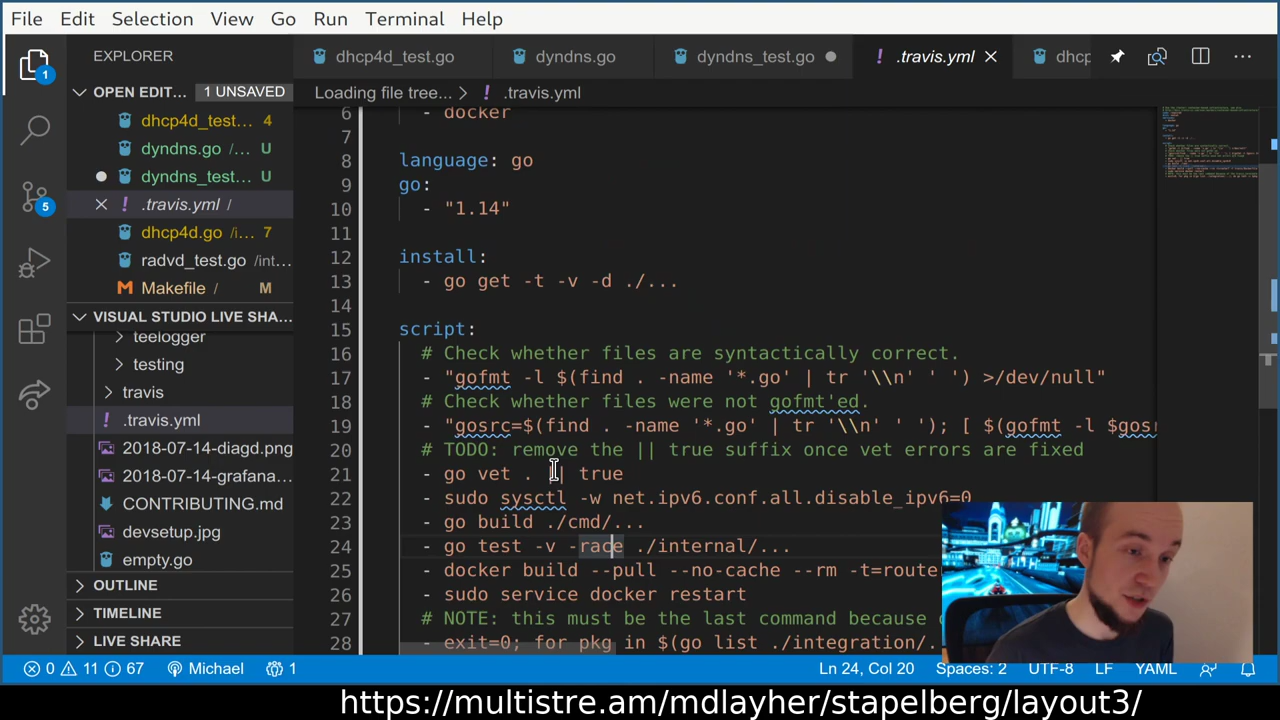 File Edit Selection View Go Run Terminal Help
EXPLORER
dhcp4d_test.go
dyndns.go
dyndns_test.go
! .travis.yml
dhcp
OPEN EDIT... 1 UNSAVED
Loading file tree... > ! .travis.yml
dhcp4d_test... 4
dyndns.go /... U
dyndns_test... U
! .travis.yml /
dhcp4d.go /i... 7
radvd_test.go /int...
Makefile / M
VISUAL STUDIO LIVE SHA...
teelogger
testing
travis
! .travis.yml
2018-07-14-diagd.png
2018-07-14-grafana...
CONTRIBUTING.md
devsetup.jpg
empty.go
OUTLINE
TIMELINE
LIVE SHARE
6 - docker
7
8 language: go
9 go:
10 - "1.14"
11
12 install:
13 - go get -t -v -d ./...
14
15 script:
16 # Check whether files are syntactically correct.
17 - "gofmt -l $(find . -name '*.go' | tr '\\n' ' ') >/dev/null"
18 # Check whether files were not gofmt'ed.
19 - "gosrc=$(find . -name '*.go' | tr '\\n' ' '); [ $(gofmt -l $gosr
20 # TODO: remove the || true suffix once vet errors are fixed
21 - go vet . || true
22 - sudo sysctl -w net.ipv6.conf.all.disable_ipv6=0
23 - go build ./cmd/...
24 - go test -v -race ./internal/...
25 - docker build --pull --no-cache --rm -t=route
26 - sudo service docker restart
27 # NOTE: this must be the last command because
28 - exit=0; for pkg in $(go list ./integration/..
1
5
0 11 67 Michael 1 Ln 24, Col 20 Spaces: 2 UTF-8 LF YAML
https://multistre.am/mdlayher/stapelberg/layout3/